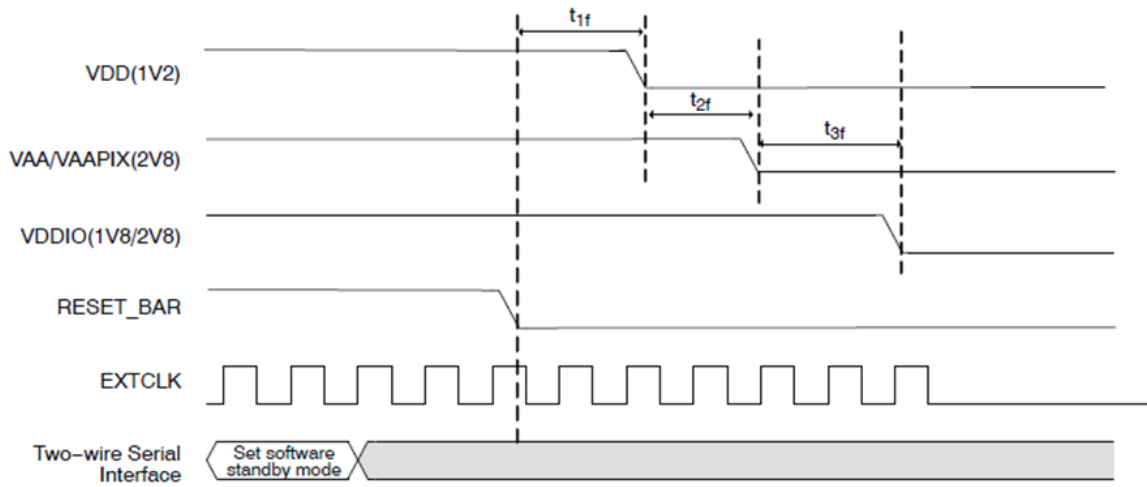 t1f
VDD(1V2)
t2f
t3f
VAA/VAAPIX(2V8)
VDDIO(1V8/2V8)
RESET_BAR
EXTCLK
Two−wire Serial
Interface
Set software
standby mode